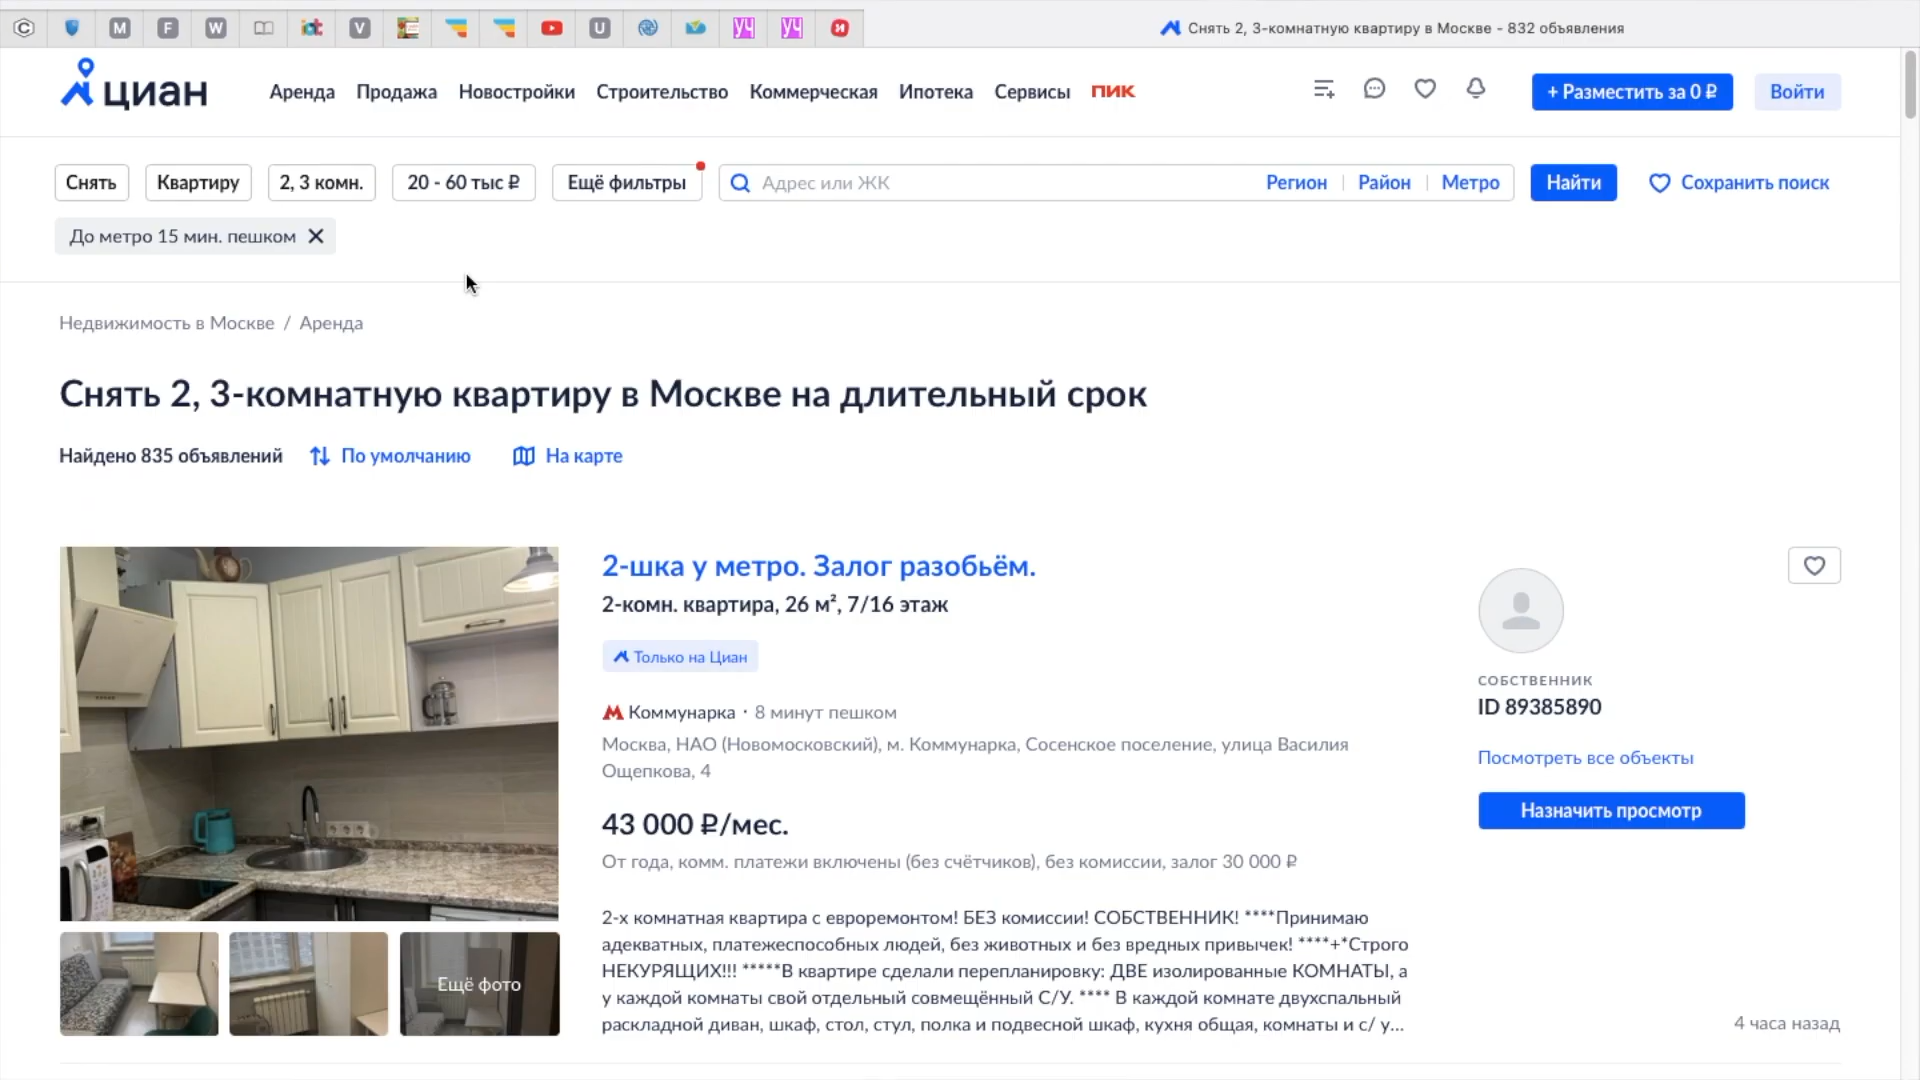 Снять 2, 3-комнатную квартиру в Москве - 832 объявления
циан
Аренда Продажа Новостройки Строительство Коммерческая Ипотека Сервисы ПИК
+ Разместить за 0 ₽
Войти
Снять Квартиру 2, 3 комн. 20 - 60 тыс ₽ Ещё фильтры Адрес или ЖК Регион Район Метро Найти Сохранить поиск
До метро 15 мин. пешком
Недвижимость в Москве / Аренда
Снять 2, 3-комнатную квартиру в Москве на длительный срок
Найдено 835 объявлений По умолчанию На карте
2-шка у метро. Залог разобьём.
2-комн. квартира, 26 м², 7/16 этаж
Только на Циан
Коммунарка · 8 минут пешком
Москва, НАО (Новомосковский), м. Коммунарка, Сосенское поселение, улица Василия
Ощепкова, 4
43 000 ₽/мес.
От года, комм. платежи включены (без счётчиков), без комиссии, залог 30 000 ₽
2-х комнатная квартира с евроремонтом! БЕЗ комиссии! СОБСТВЕННИК! ****Принимаю
адекватных, платежеспособных людей, без животных и без вредных привычек! ****+*Строго
НЕКУРЯЩИХ!!! *****В квартире сделали перепланировку: ДВЕ изолированные КОМНАТЫ, а
у каждой комнаты свой отдельный совмещённый С/У. **** В каждой комнате двухспальный
раскладной диван, шкаф, стол, стул, полка и подвесной шкаф, кухня общая, комнаты и с/ у...
Ещё фото
СОБСТВЕННИК
ID 89385890
Посмотреть все объекты
Назначить просмотр
4 часа назад